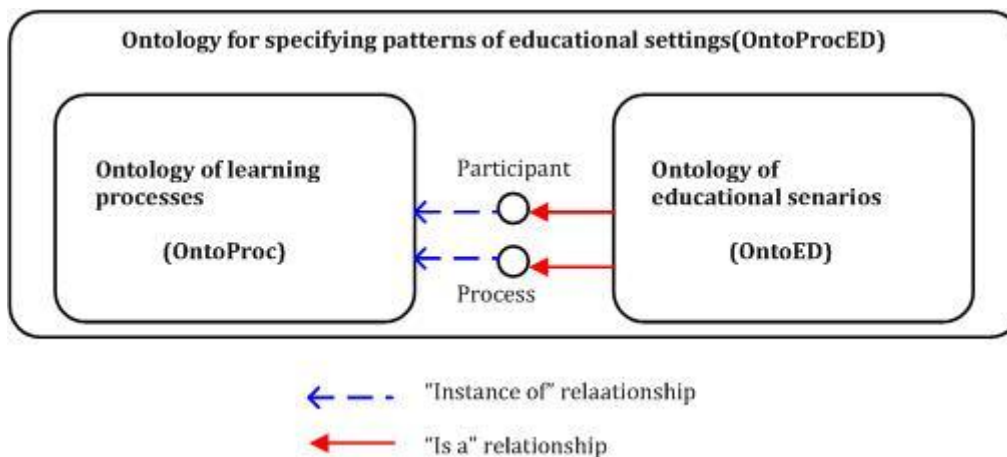 Ontology for specifying patterns of educational settings(OntoProcED)
Ontology of learning
processes
(OntoProc)
Participant
Process
Ontology of
educational senarios
(OntoED)
"Instance of" relaationship
"Is a" relationship